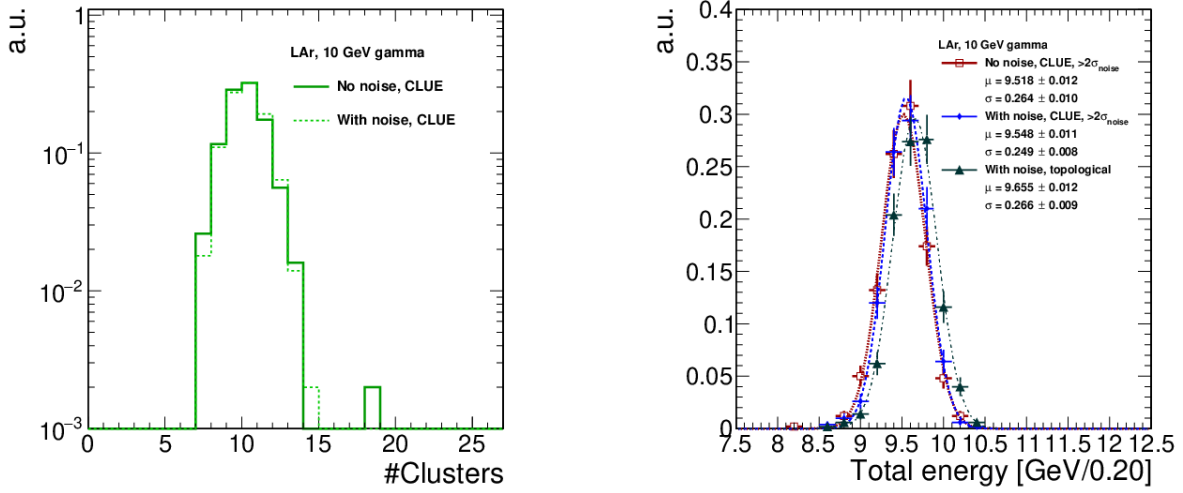 a.u.
1
10⁻¹
10⁻²
10⁻³
LAr, 10 GeV gamma
No noise, CLUE
With noise, CLUE
0 5 10 15 20 25
#Clusters
a.u.
0.4
0.35
0.3
0.25
0.2
0.15
0.1
0.05
0
LAr, 10 GeV gamma
No noise, CLUE, >2σnoise
μ = 9.518 ± 0.012
σ = 0.264 ± 0.010
With noise, CLUE, >2σnoise
μ = 9.548 ± 0.011
σ = 0.249 ± 0.008
With noise, topological
μ = 9.655 ± 0.012
σ = 0.266 ± 0.009
7.5 8 8.5 9 9.5 10 10.5 11 11.5 12 12.5
Total energy [GeV/0.20]